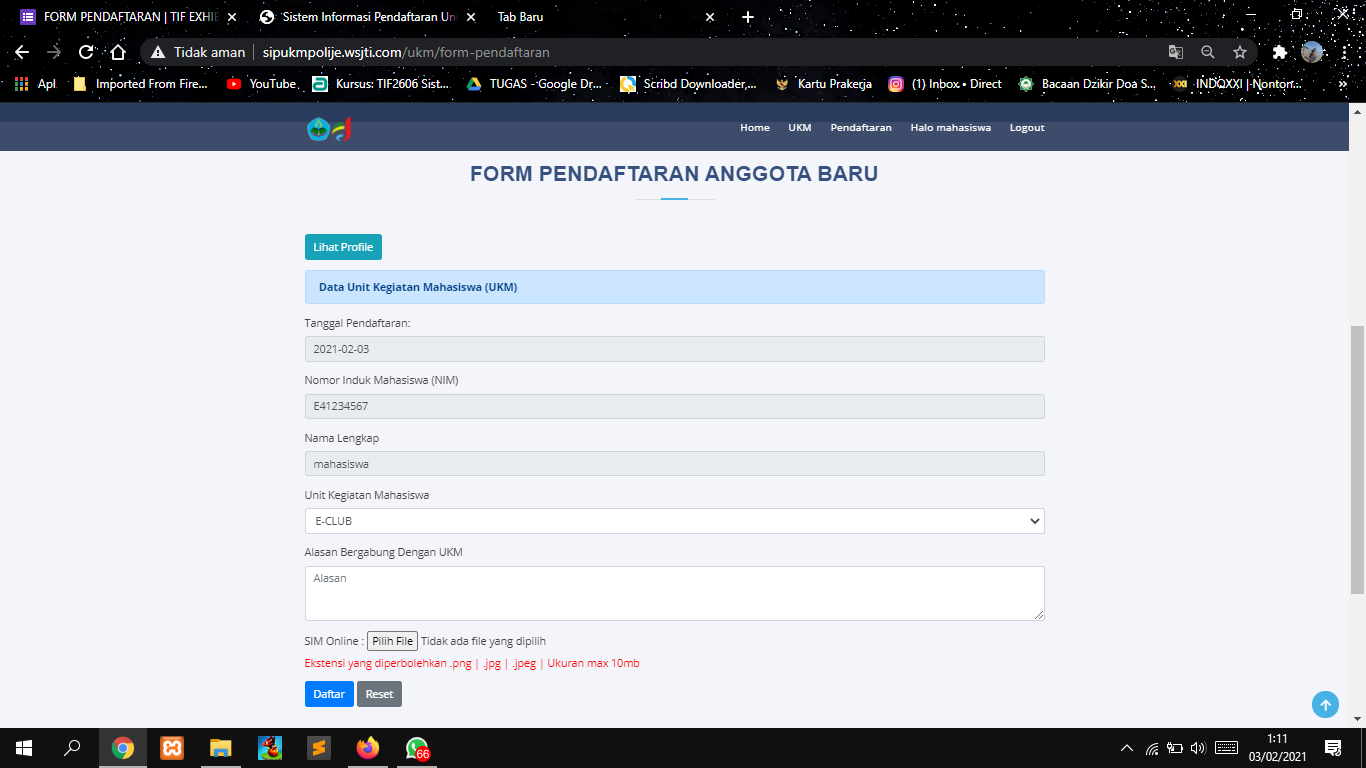 FORM PENDAFTARAN | TIF EXHIB
Sistem Informasi Pendaftaran Uni
Tab Baru
Tidak aman
sipukmpolije.wsjti.com/ukm/form-pendaftaran
Apl
Imported From Fire...
YouTube
Kursus: TIF2606 Sist...
TUGAS - Google Dr...
Scribd Downloader,...
Kartu Prakerja
(1) Inbox • Direct
Bacaan Dzikir Doa S...
INDOXXI | Nonton...
Home
UKM
Pendaftaran
Halo mahasiswa
Logout
FORM PENDAFTARAN ANGGOTA BARU
Lihat Profile
Data Unit Kegiatan Mahasiswa (UKM)
Tanggal Pendaftaran:
2021-02-03
Nomor Induk Mahasiswa (NIM)
E41234567
Nama Lengkap
mahasiswa
Unit Kegiatan Mahasiswa
E-CLUB
Alasan Bergabung Dengan UKM
Alasan
SIM Online : Pilih File Tidak ada file yang dipilih
Ekstensi yang diperbolehkan .png | .jpg | .jpeg | Ukuran max 10mb
Daftar
Reset
66
1:11
03/02/2021